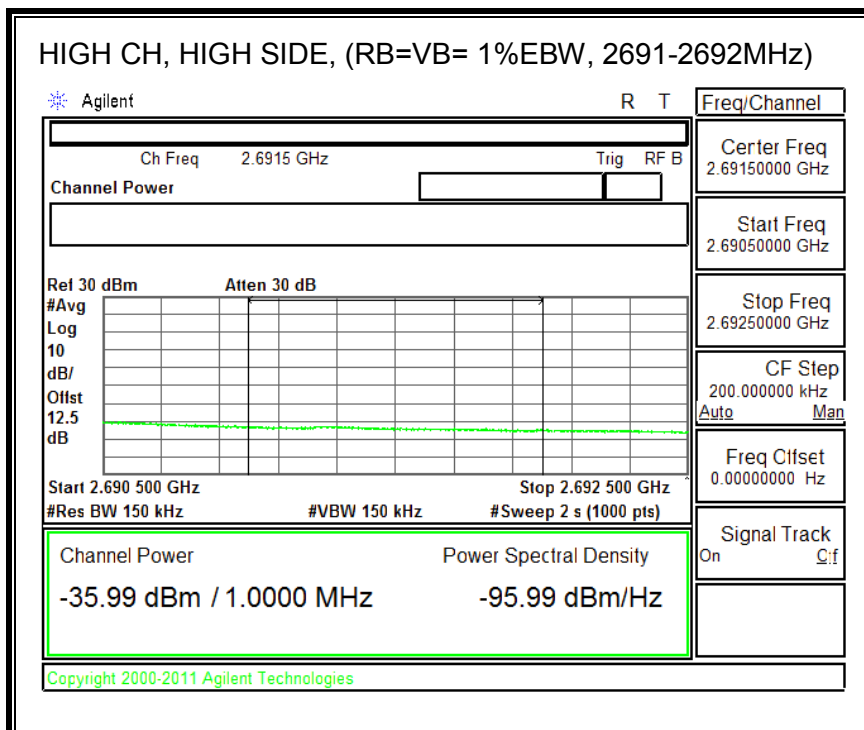 HIGH CH, HIGH SIDE, (RB=VB= 1%EBW, 2691-2692MHz)
Agilent R T
Freq/Channel
Ch Freq 2.6915 GHz Trig RF B
Channel Power
Center Freq
2.69150000 GHz
Start Freq
2.69050000 GHz
Ref 30 dBm Atten 30 dB
#Avg
Log
10
dB/
Offst
12.5
dB
Stop Freq
2.69250000 GHz
CF Step
200.000000 kHz
Auto Man
Freq Offset
0.00000000 Hz
Start 2.690 500 GHz Stop 2.692 500 GHz
#Res BW 150 kHz #VBW 150 kHz #Sweep 2 s (1000 pts)
Signal Track
On Off
Channel Power Power Spectral Density
-35.99 dBm / 1.0000 MHz -95.99 dBm/Hz
Copyright 2000-2011 Agilent Technologies